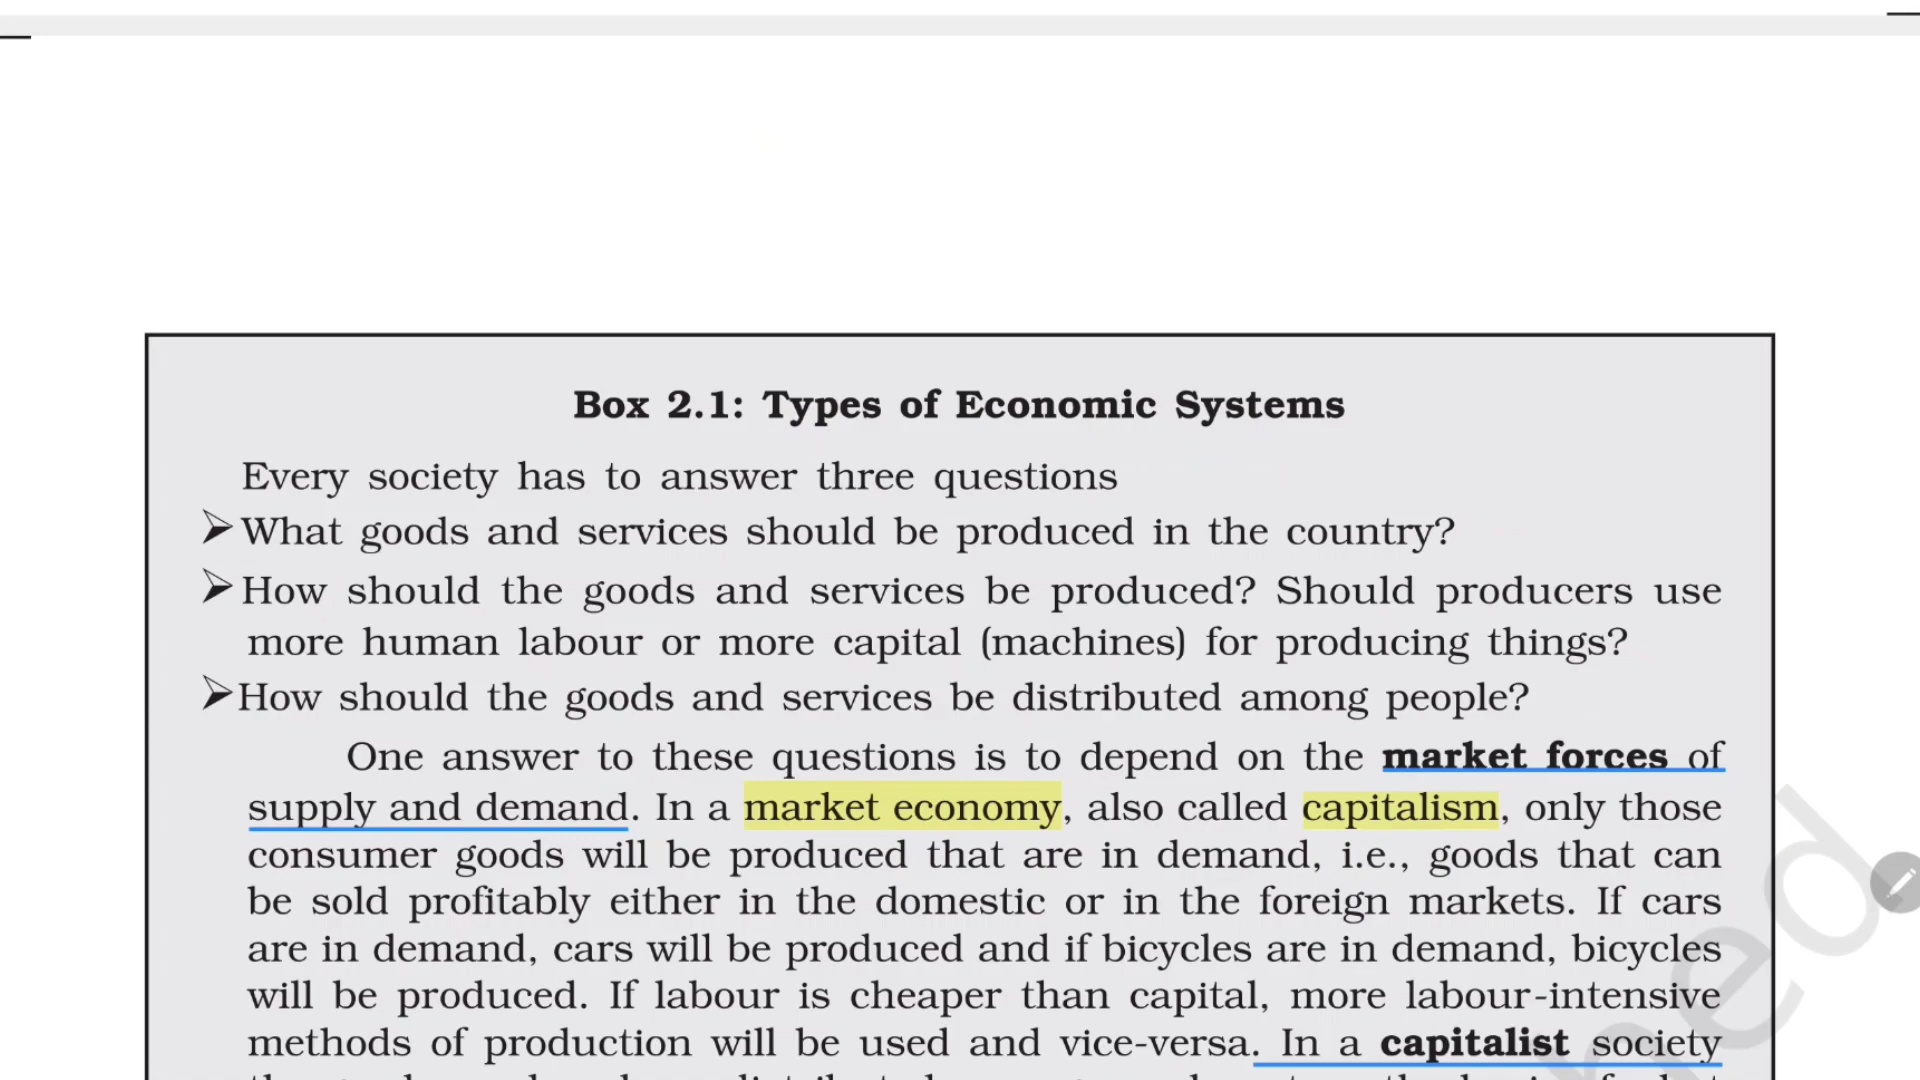 Box 2.1: Types of Economic Systems
Every society has to answer three questions
➢What goods and services should be produced in the country?
➢How should the goods and services be produced? Should producers use
more human labour or more capital (machines) for producing things?
➢How should the goods and services be distributed among people?
One answer to these questions is to depend on the market forces of
supply and demand. In a market economy, also called capitalism, only those
consumer goods will be produced that are in demand, i.e., goods that can
be sold profitably either in the domestic or in the foreign markets. If cars
are in demand, cars will be produced and if bicycles are in demand, bicycles
will be produced. If labour is cheaper than capital, more labour-intensive
methods of production will be used and vice-versa. In a capitalist society